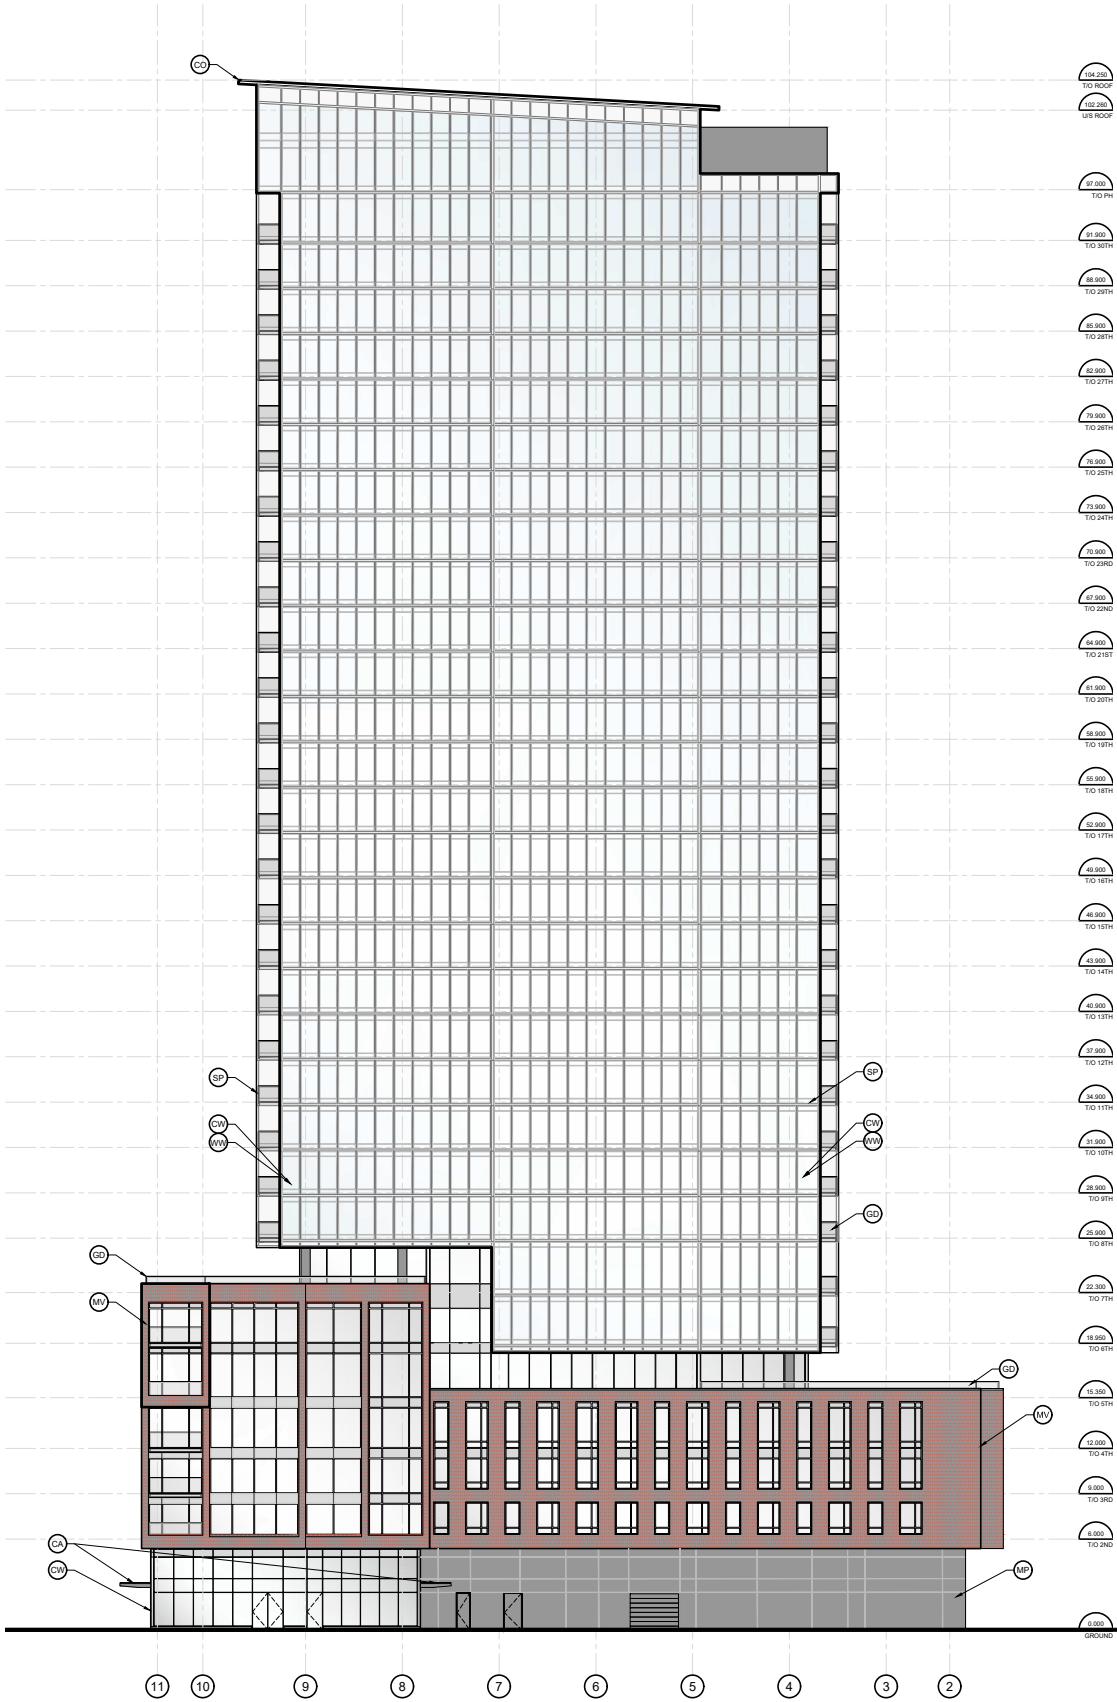 CO
104.250
T/O ROOF
102.260
U/S ROOF
97.000
T/O PH
91.900
T/O 30TH
88.900
T/O 29TH
85.900
T/O 28TH
82.900
T/O 27TH
79.900
T/O 26TH
76.900
T/O 25TH
73.900
T/O 24TH
70.900
T/O 23RD
67.900
T/O 22ND
64.900
T/O 21ST
61.900
T/O 20TH
58.900
T/O 19TH
55.900
T/O 18TH
52.900
T/O 17TH
49.900
T/O 16TH
46.900
T/O 15TH
43.900
T/O 14TH
40.900
T/O 13TH
37.900
T/O 12TH
SP
SP
34.900
T/O 11TH
CW
CW
WW
WW
31.900
T/O 10TH
28.900
T/O 9TH
GD
25.900
T/O 8TH
GD
22.300
T/O 7TH
MV
18.950
T/O 6TH
GD
15.350
T/O 5TH
MV
12.000
T/O 4TH
9.000
T/O 3RD
6.000
T/O 2ND
CA
CW
MP
0.000
GROUND
11 10 9 8 7 6 5 4 3 2